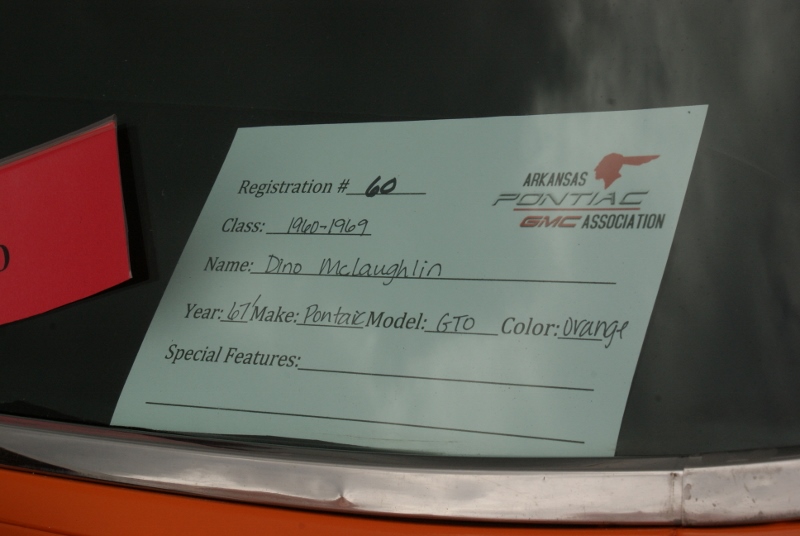 Registration # 60
ARKANSAS
PONTIAC
GMC ASSOCIATION
Class: 1960-1969
Name: Dino McLaughlin
Year: 67' Make: Pontaic Model: GTO Color: Orange
Special Features: